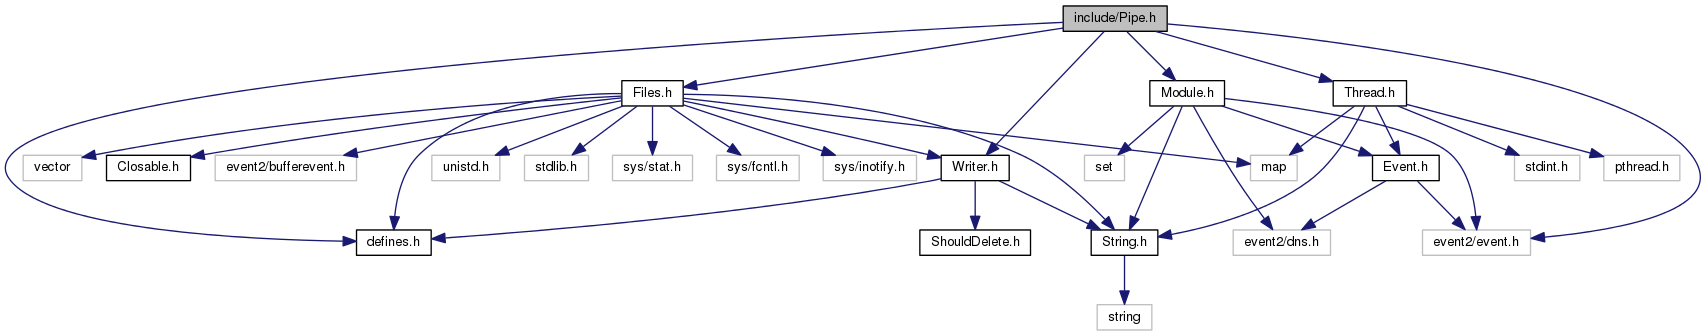 include/Pipe.h
Files.h
Module.h
Thread.h
vector
Closable.h
event2/bufferevent.h
unistd.h
stdlib.h
sys/stat.h
sys/fcntl.h
sys/inotify.h
Writer.h
set
map
Event.h
stdint.h
pthread.h
defines.h
ShouldDelete.h
String.h
event2/dns.h
event2/event.h
string